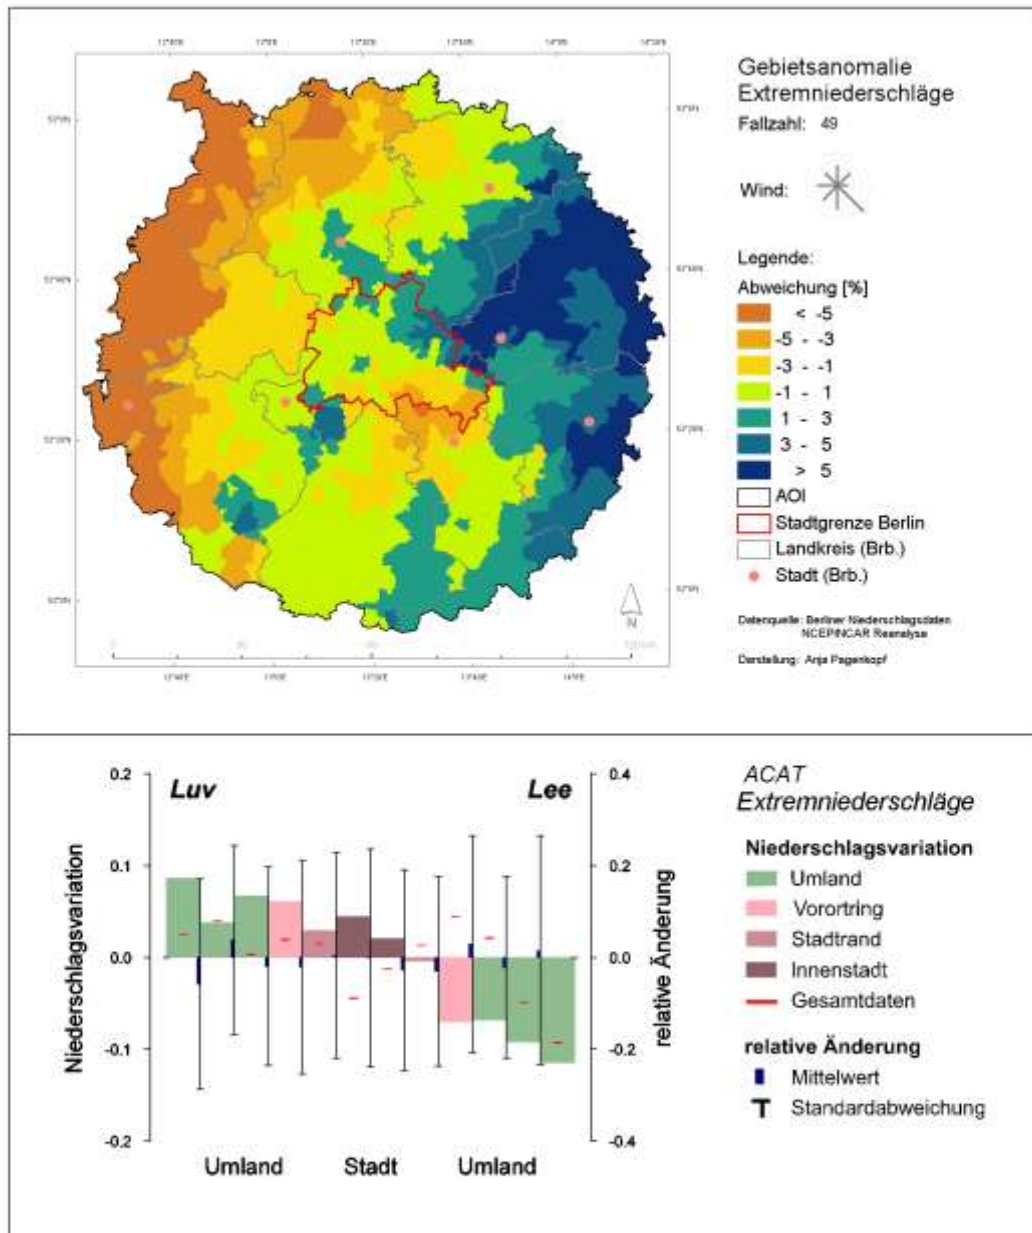 Gebietsanomalie
Extremniederschläge
Fallzahl: 49
Wind:
Legende:
Abweichung [%]
< -5
-5 - -3
-3 - -1
-1 - 1
1 - 3
3 - 5
> 5
AOI
Stadtgrenze Berlin
Landkreis (Brb.)
Stadt (Brb.)
N
Datenquelle: Berliner Niederschlagsdaten
NCEP/NCAR Reanalyse
Darstellung: Anja Pagenkopf
0.2
0.1
0.0
-0.1
-0.2
Niederschlagsvariation
Luv
Lee
0.4
0.2
0.0
-0.2
-0.4
relative Änderung
Umland
Stadt
Umland
ACAT
Extremniederschläge
Niederschlagsvariation
Umland
Vorortring
Stadtrand
Innenstadt
Gesamtdaten
relative Änderung
Mittelwert
Standardabweichung